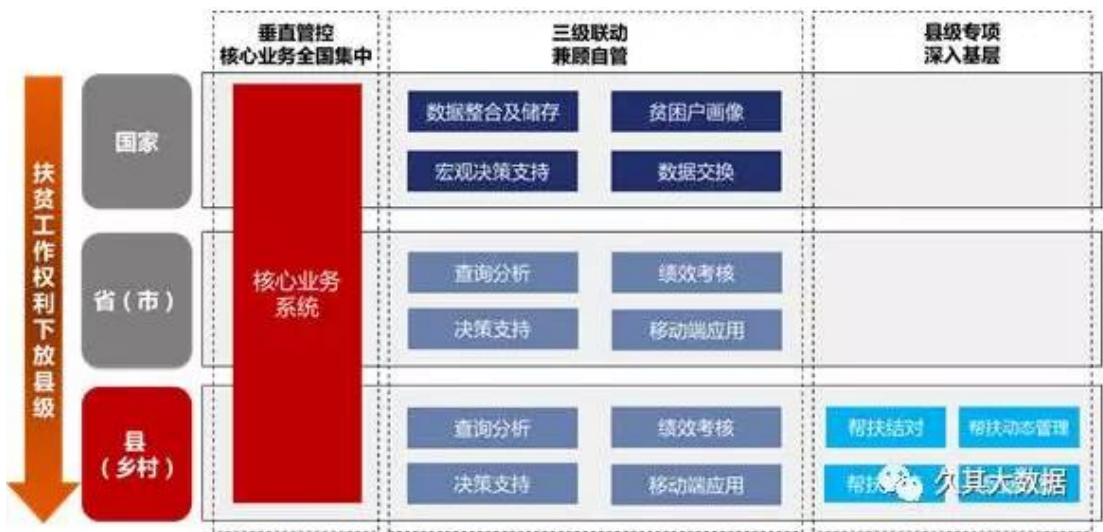 垂直管控
核心业务全国集中
三级联动
兼顾自管
县级专项
深入基层
扶贫工作权利下放县级
国家
数据整合及储存
贫困户画像
宏观决策支持
数据交换
核心业务
系统
省(市)
查询分析
绩效考核
决策支持
移动端应用
县
(乡村)
查询分析
绩效考核
帮扶结对
帮扶动态管理
决策支持
移动端应用
帮扶
久其大数据